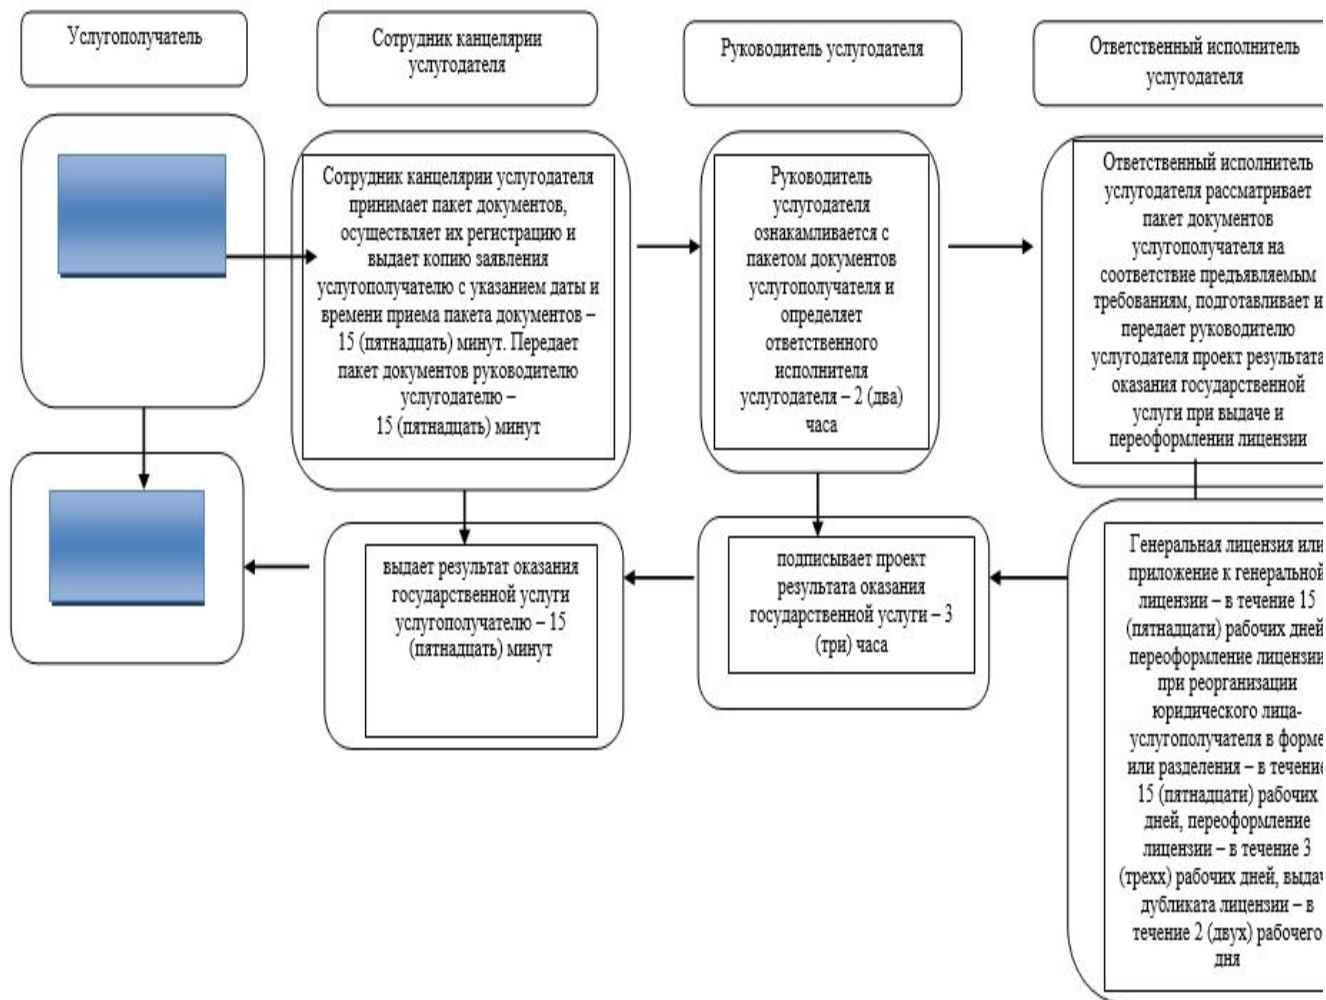 Услугополучатель
Сотрудник канцелярии
услугодателя
Руководитель услугодателя
Ответственный исполнитель
услугодателя
Сотрудник канцелярии услугодателя
принимает пакет документов,
осуществляет их регистрацию и
выдает копию заявления
услугополучателю с указанием даты и
времени приема пакета документов –
15 (пятнадцать) минут. Передает
пакет документов руководителю
услугодателю –
15 (пятнадцать) минут
Руководитель
услугодателя
ознакамливается с
пакетом документов
услугополучателя и
определяет
ответственного
исполнителя
услугодателя – 2 (два)
часа
Ответственный исполнитель
услугодателя рассматривает
пакет документов
услугополучателя на
соответствие предъявляемым
требованиям, подготавливает и
передает руководителю
услугодателя проект результата
оказания государственной
услуги при выдаче и
переоформлении лицензии
выдает результат оказания
государственной услуги
услугополучателю – 15
(пятнадцать) минут
подписывает проект
результата оказания
государственной услуги – 3
(три) часа
Генеральная лицензия или
приложение к генеральной
лицензии – в течение 15
(пятнадцати) рабочих дней
переоформление лицензии
при реорганизации
юридического лица-
услугополучателя в форме
или разделения – в течение
15 (пятнадцати) рабочих
дней, переоформление
лицензии – в течение 3
(трехх) рабочих дней, выдач
дубликата лицензии – в
течение 2 (двух) рабочего
дня